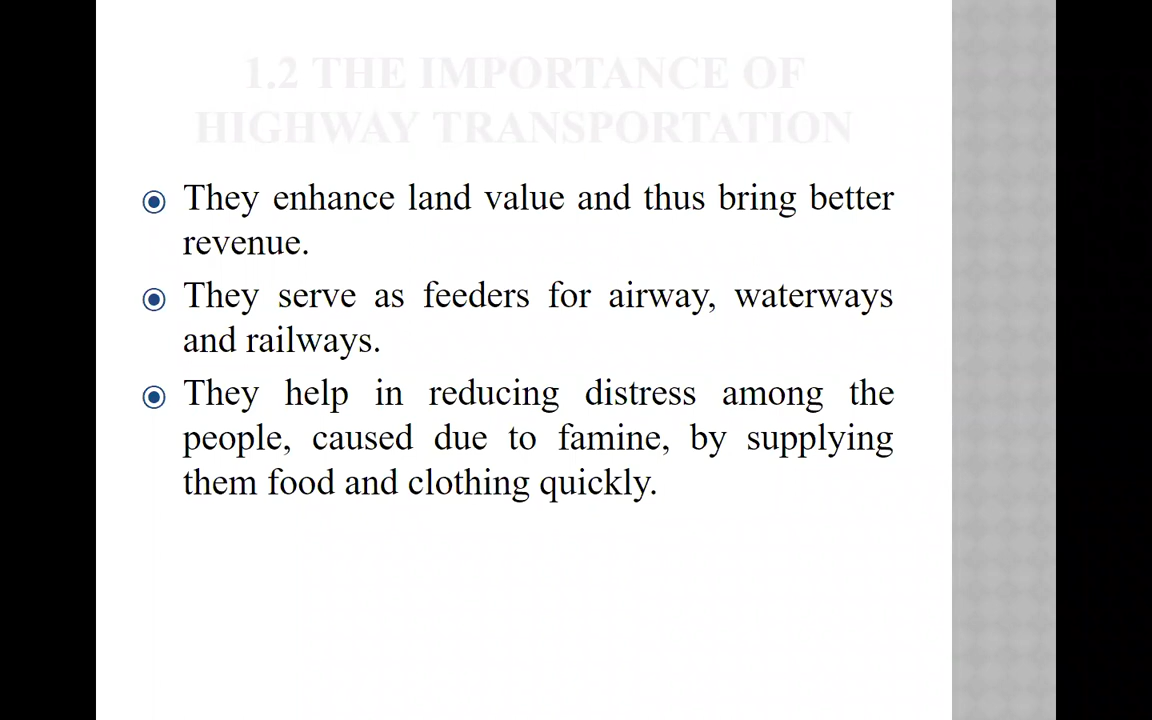 1.2 THE IMPORTANCE OF
HIGHWAY TRANSPORTATION
They enhance land value and thus bring better
revenue.
They serve as feeders for airway, waterways
and railways.
They help in reducing distress among the
people, caused due to famine, by supplying
them food and clothing quickly.